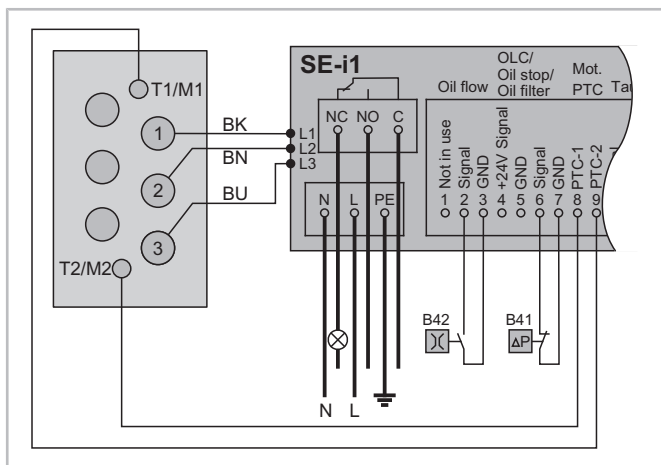 SE-i1
OLC/
Oil stop/
Oil flow Oil filter
Mot.
PTC
T1/M1
NC NO C
1 BK L1
BN L2
L3
2 BU
3
T2/M2
N L PE
Not in use 1
Signal 2
GND 3
+24V Signal 4
GND 5
Signal 6
GND 7
PTC-1 8
PTC-2 9
B42 B41
ΔP
N L